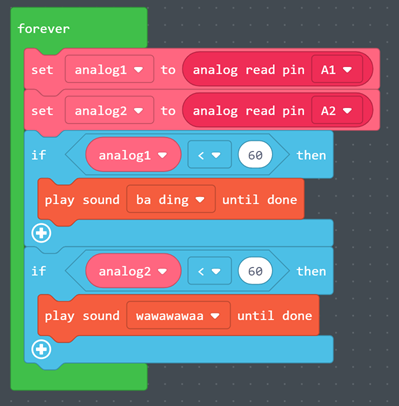 forever
set analog1 to analog read pin A1
set analog2 to analog read pin A2
if analog1 < 60 then
play sound ba ding until done
if analog2 < 60 then
play sound wawawawaa until done